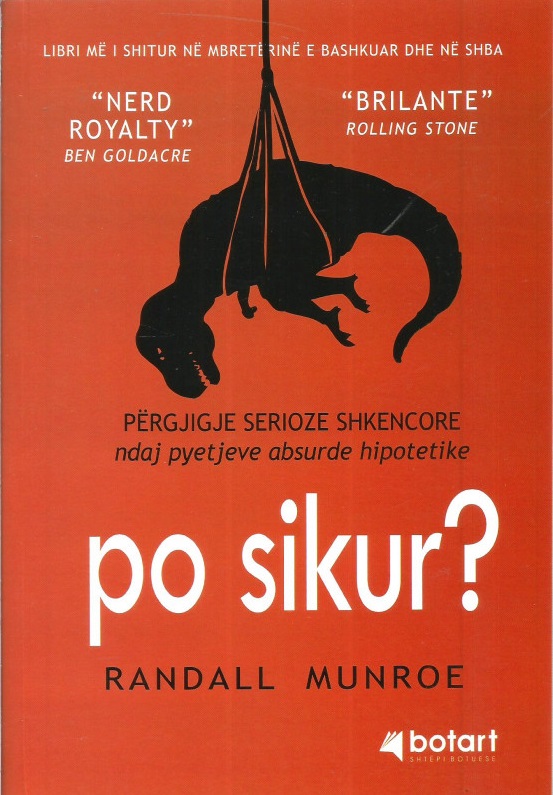 LIBRI MË I SHITUR NË MBRETËRINË E BASHKUAR DHE NË SHBA
“NERD
ROYALTY”
BEN GOLDACRE
“BRILANTE”
ROLLING STONE
PËRGJIGJE SERIOZE SHKENCORE
ndaj pyetjeve absurde hipotetike
po sikur?
RANDALL MUNROE
botart
SHTËPI BOTUESE